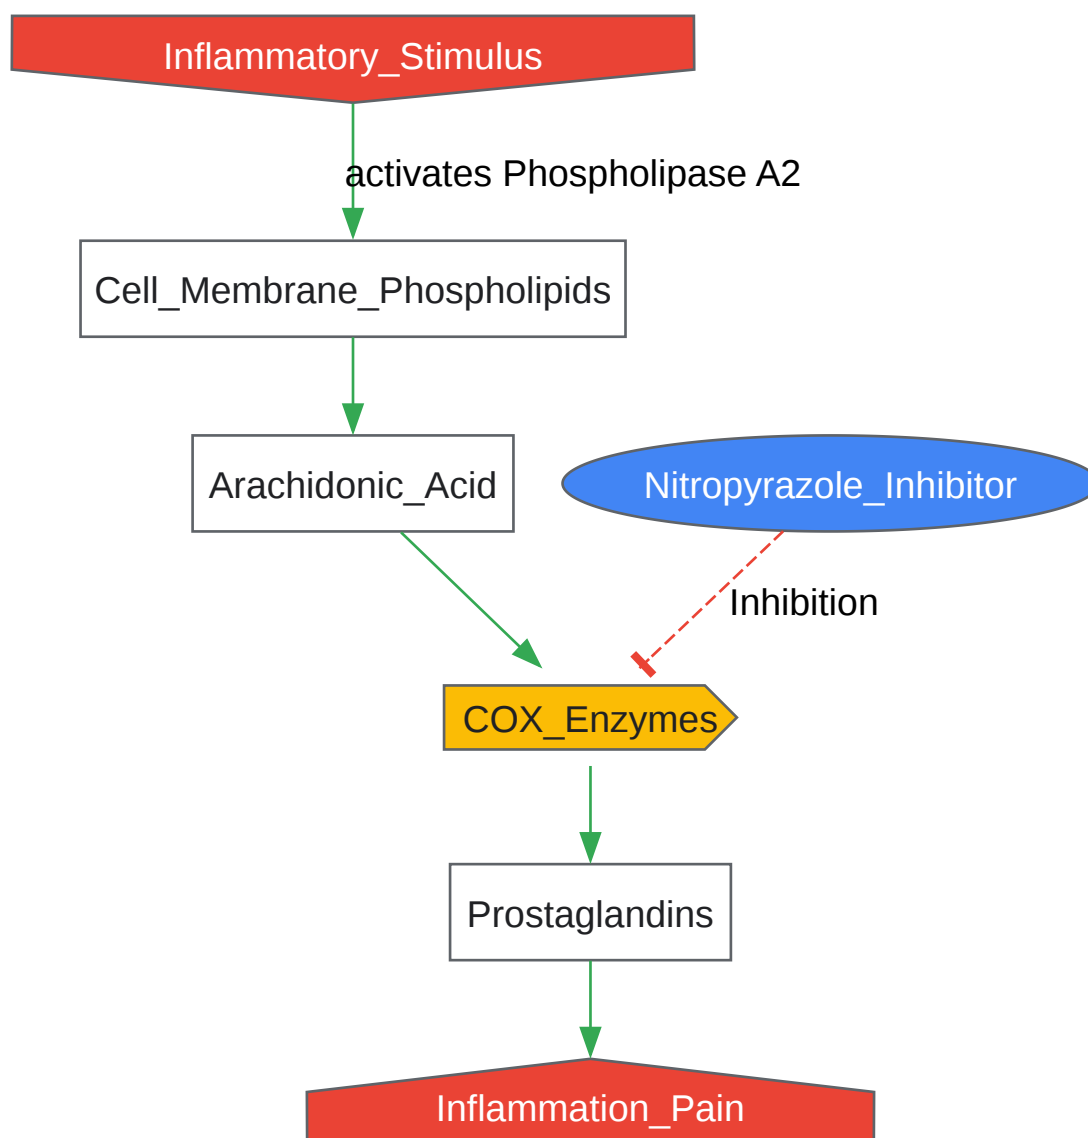 Inflammatory_Stimulus
activates Phospholipase A2
Cell_Membrane_Phospholipids
Arachidonic_Acid
Nitropyrazole_Inhibitor
Inhibition
COX_Enzymes
Prostaglandins
Inflammation_Pain